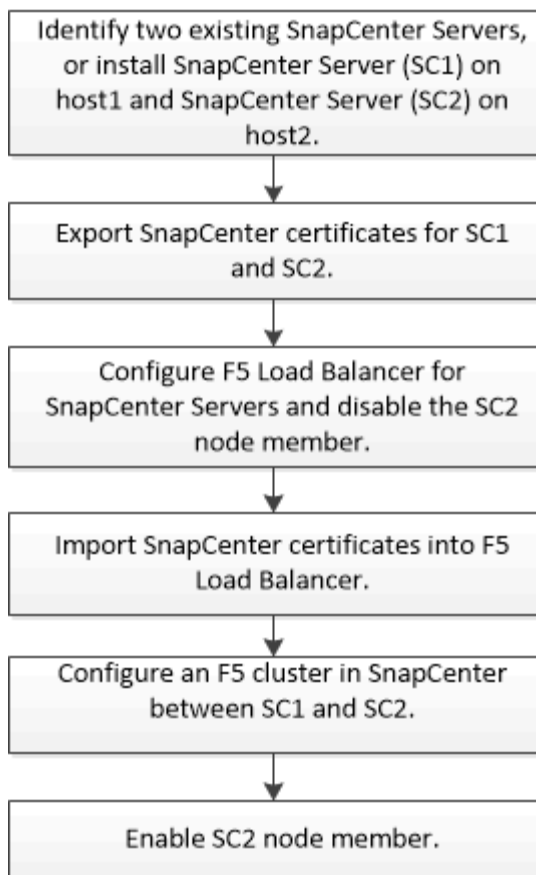 Identify two existing SnapCenter Servers,
or install SnapCenter Server (SC1) on
host1 and SnapCenter Server (SC2) on
host2.
Export SnapCenter certificates for SC1
and SC2.
Configure F5 Load Balancer for
SnapCenter Servers and disable the SC2
node member.
Import SnapCenter certificates into F5
Load Balancer.
Configure an F5 cluster in SnapCenter
between SC1 and SC2.
Enable SC2 node member.